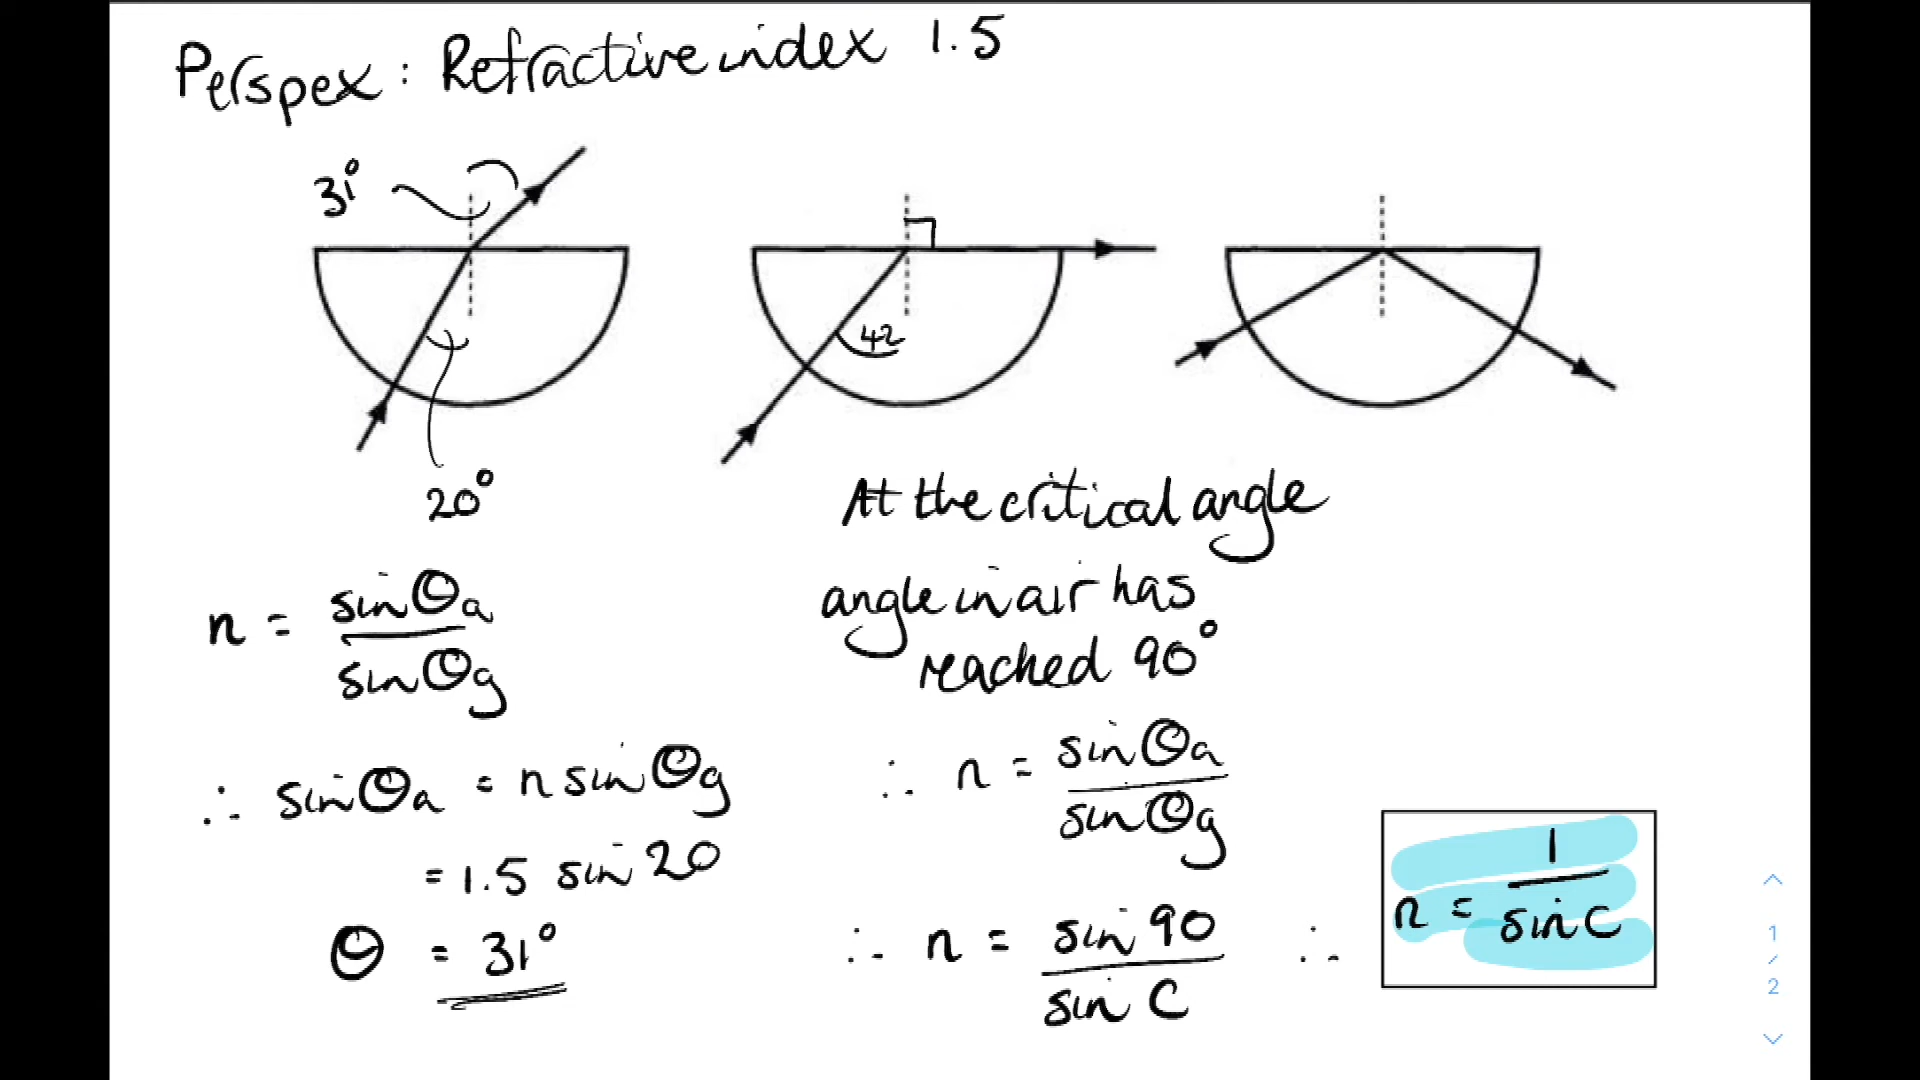 Perspex : Refractive index 1.5
31°
42
20°
At the critical angle
angle in air has
reached 90°
n = sinθa / sinθg
∴ sinθa = n sinθg
= 1.5 sin 20
θ = 31°
∴ n = sinθa / sinθg
∴ n = sin 90 / sin C
∴ n = 1 / sin C
1 / 2